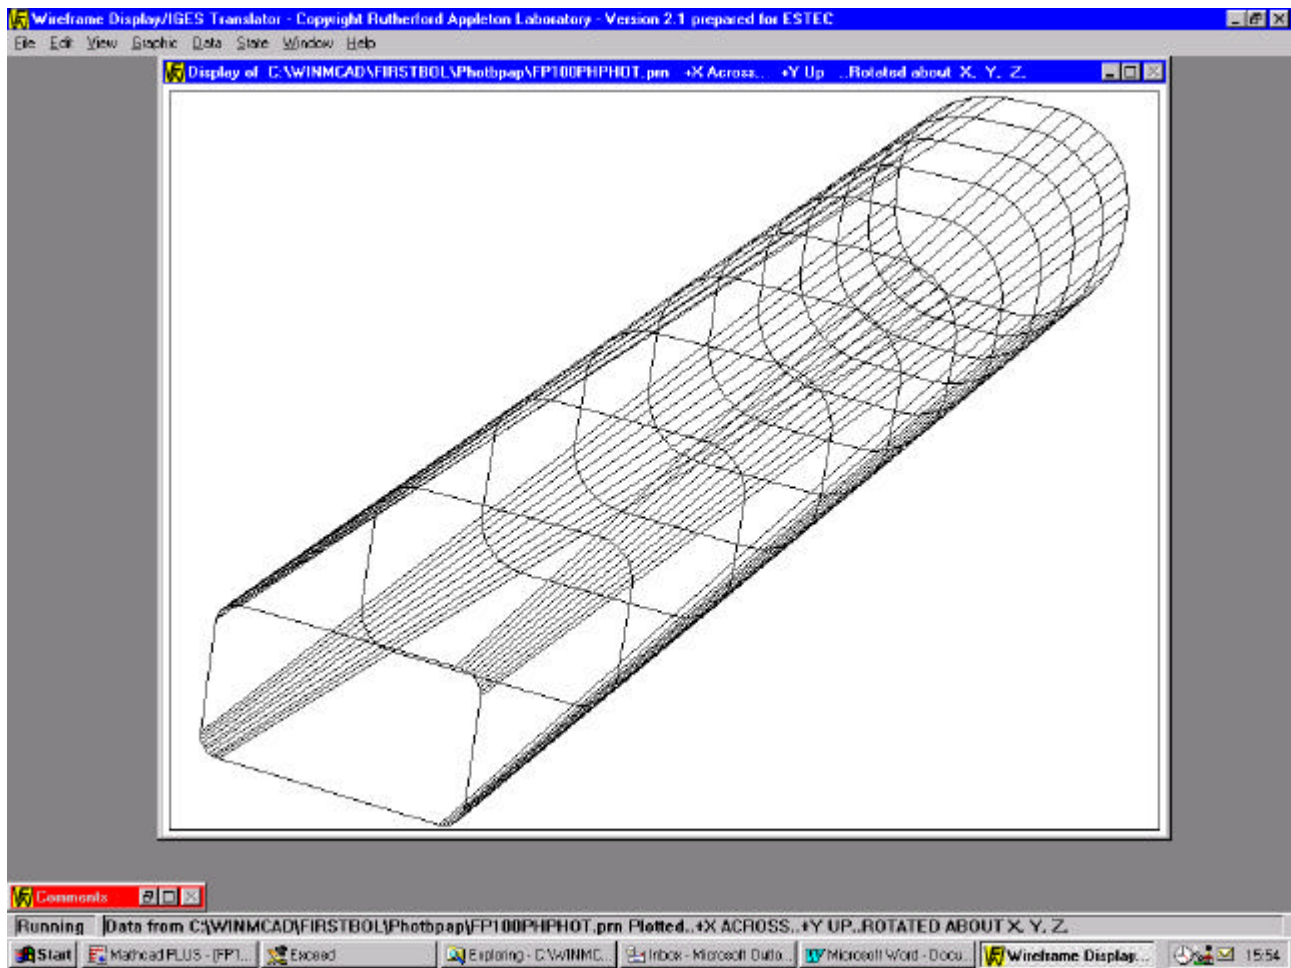 Wireframe Display/IGES Translator - Copyright Rutherford Appleton Laboratory - Version 2.1 prepared for ESTEC
File Edit View Graphic Data State Window Help
Display of C:\WINMCAD\FIRSTBOL\Photbpap\FP100PHPHOT.prn +X Across... +Y Up ..Rotated about X, Y, Z,
Comments
Running Data from C:\WINMCAD\FIRSTBOL\Photbpap\FP100PHPHOT.prn Plotted..+X ACROSS..+Y UP..ROTATED ABOUT X, Y, Z,
Start Mathcad PLUS - [FP1... Exceed Exploring - C:\WINMC... Inbox - Microsoft Outlo... Microsoft Word - Docu... Wireframe Display... 15:54